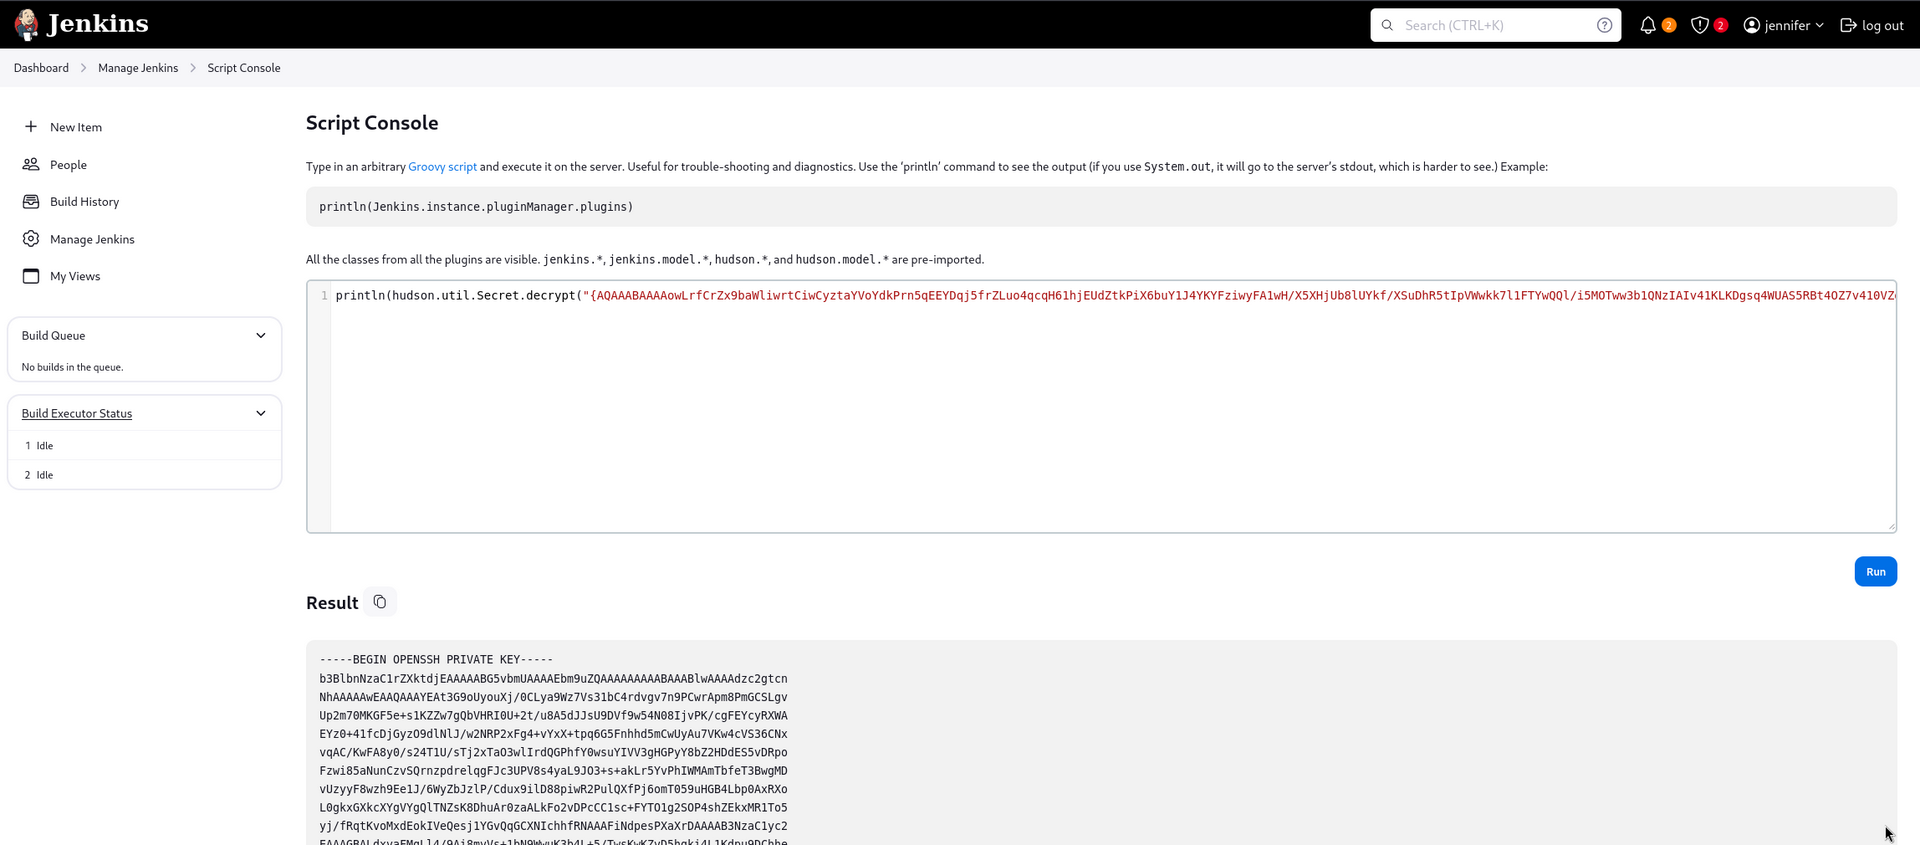 Jenkins
Search (CTRL+K)
2
2
jennifer
log out
Dashboard
Manage Jenkins
Script Console
New Item
People
Build History
Manage Jenkins
My Views
Build Queue
No builds in the queue.
Build Executor Status
1 Idle
2 Idle
Script Console
Type in an arbitrary Groovy script and execute it on the server. Useful for trouble-shooting and diagnostics. Use the ‘println’ command to see the output (if you use System.out, it will go to the server’s stdout, which is harder to see.) Example:
println(Jenkins.instance.pluginManager.plugins)
All the classes from all the plugins are visible. jenkins.*, jenkins.model.*, hudson.*, and hudson.model.* are pre-imported.
1 println(hudson.util.Secret.decrypt("{AQAAABAAAAowLrfCrZx9baWliwrtCiwCyztaYVoYdkPrn5qEEYDqj5frZLuo4qcqH61hjEUdZtkPiX6buY1J4YKYFziwyFA1wH/X5XHjUb8lUYkf/XSuDhR5tIpVWwkk7l1FTYwQQl/i5MOTww3b1QNzIAIv41KLKDgsq4WUAS5RBt4OZ7v410VZ
Run
Result
-----BEGIN OPENSSH PRIVATE KEY-----
b3BlbnNzaC1rZXktdjEAAAAABG5vbmUAAAAEbm9uZQAAAAAAAAABAAABlwAAAAdzc2gtcn
NhAAAAAwEAAQAAAYEAt3G9oUyouXj/0CLya9Wz7Vs31bC4rdvgv7n9PCwrApm8PmGCSLgv
Up2m70MKGF5e+s1KZZw7gQbVHRI0U+2t/u8A5dJJsU9DVf9w54N08IjvPK/cgFEYcyRXWA
EYz0+41fcDjGyzO9dlNlJ/w2NRP2xFg4+vYxX+tpq6G5Fnhhd5mCwUyAu7VKw4cVS36CNx
vqAC/KwFA8y0/s24T1U/sTj2xTaO3wlIrdQGPhfY0wsuYIVV3gHGPyY8bZ2HDdES5vDRpo
Fzwi85aNunCzvSQrnzpdrelqgFJc3UPV8s4yaL9JO3+s+akLr5YvPhIWMAmTbfeT3BwgMD
vUzyyF8wzh9Ee1J/6WyZbJzlP/Cdux9ilD88piwR2PulQXfPj6omT059uHGB4Lbp0AxRXo
L0gkxGXkcXYgVYgQlTNZsK8DhuAr0zaALkFo2vDPcCC1sc+FYTO1g2SOP4shZEkxMR1To5
yj/fRqtKvoMxdEokIVeQesj1YGvQqGCXNIchhfRNAAAFiNdpesPXaXrDAAAAB3NzaC1yc2